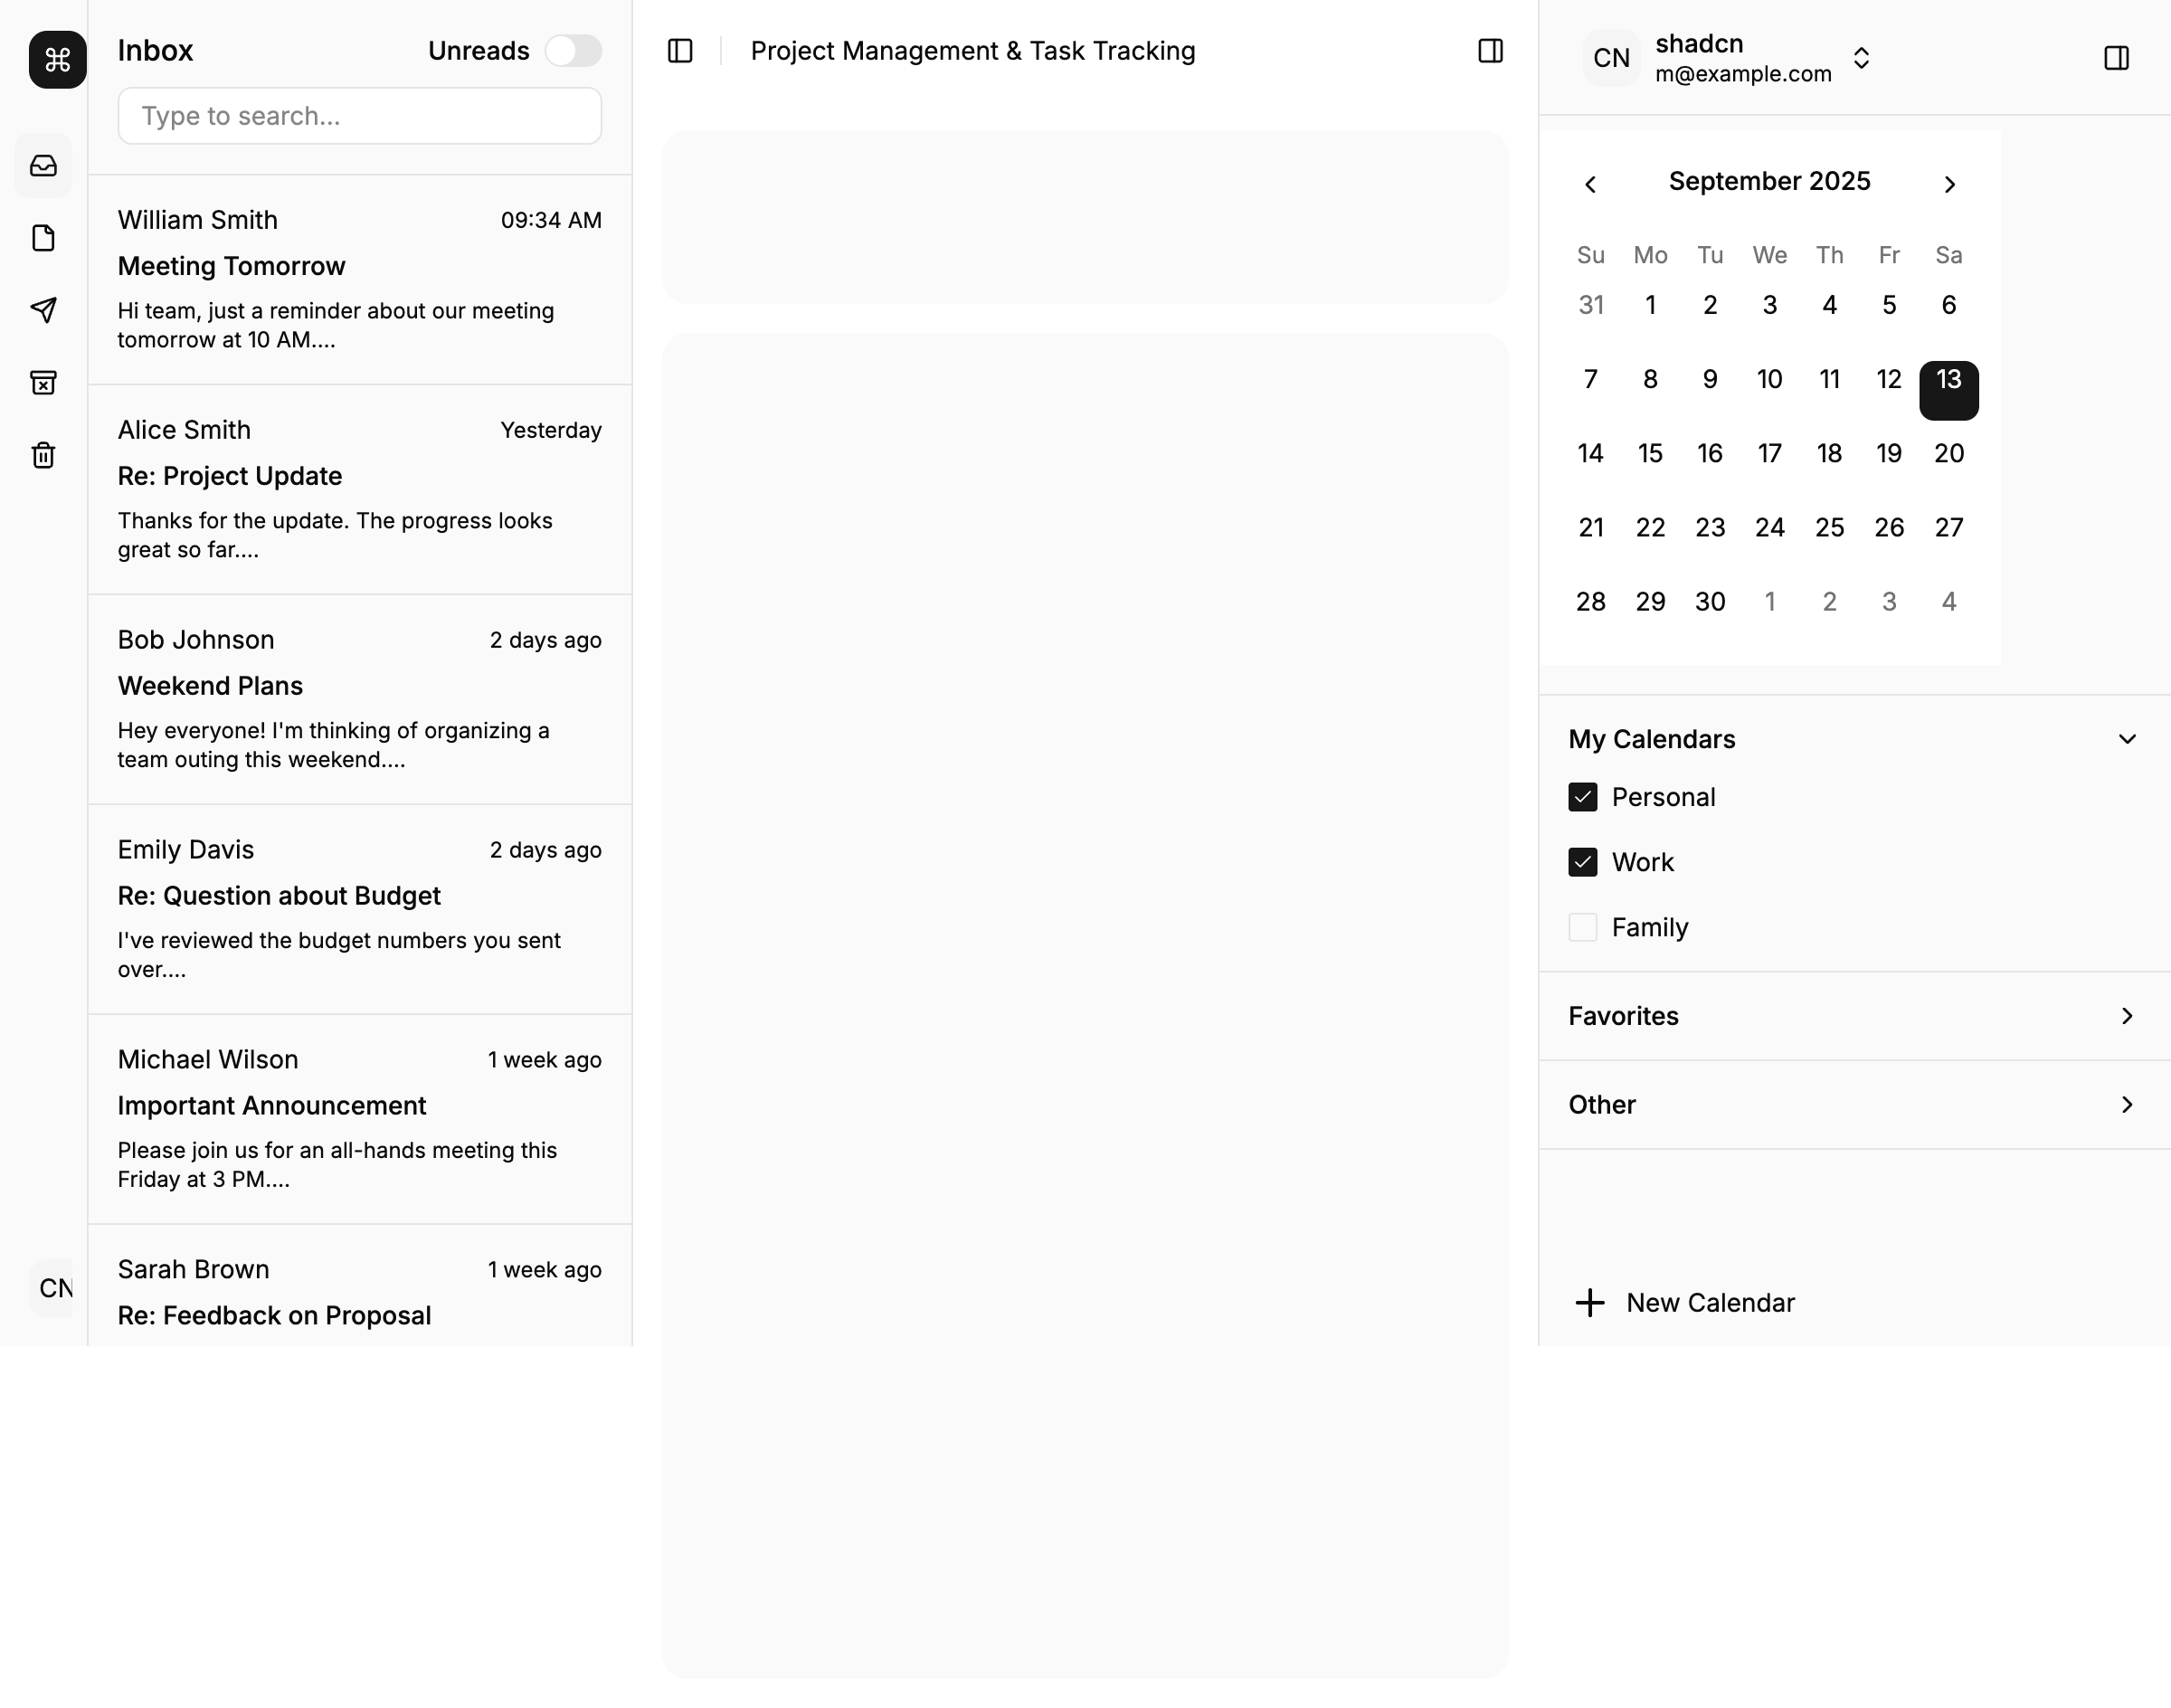 Inbox
Unreads
Type to search...
William Smith
09:34 AM
Meeting Tomorrow
Hi team, just a reminder about our meeting
tomorrow at 10 AM....
Alice Smith
Yesterday
Re: Project Update
Thanks for the update. The progress looks
great so far....
Bob Johnson
2 days ago
Weekend Plans
Hey everyone! I'm thinking of organizing a
team outing this weekend....
Emily Davis
2 days ago
Re: Question about Budget
I've reviewed the budget numbers you sent
over....
Michael Wilson
1 week ago
Important Announcement
Please join us for an all-hands meeting this
Friday at 3 PM....
Sarah Brown
1 week ago
Re: Feedback on Proposal
CN
Project Management & Task Tracking
CN
shadcn
m@example.com
September 2025
Su Mo Tu We Th Fr Sa
31 1 2 3 4 5 6
7 8 9 10 11 12 13
14 15 16 17 18 19 20
21 22 23 24 25 26 27
28 29 30 1 2 3 4
My Calendars
Personal
Work
Family
Favorites
Other
New Calendar